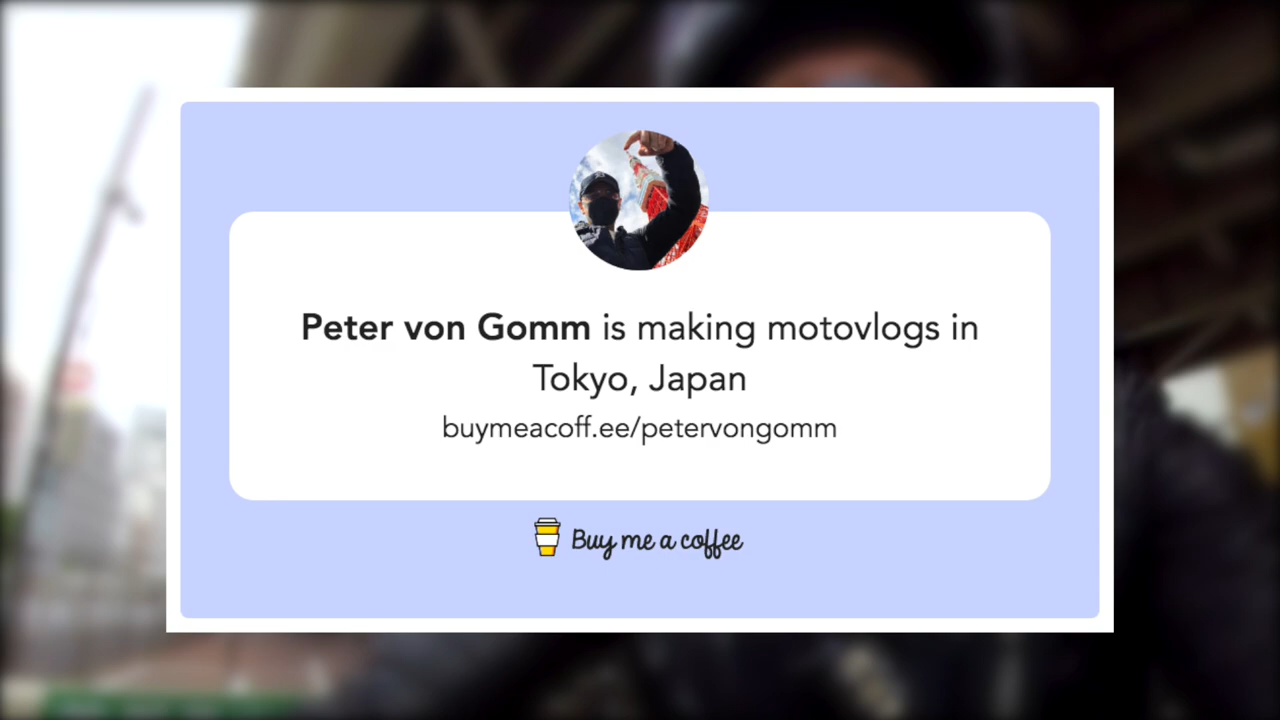 Peter von Gomm is making motovlogs in
Tokyo, Japan
buymeacoff.ee/petervongomm
Buy me a coffee